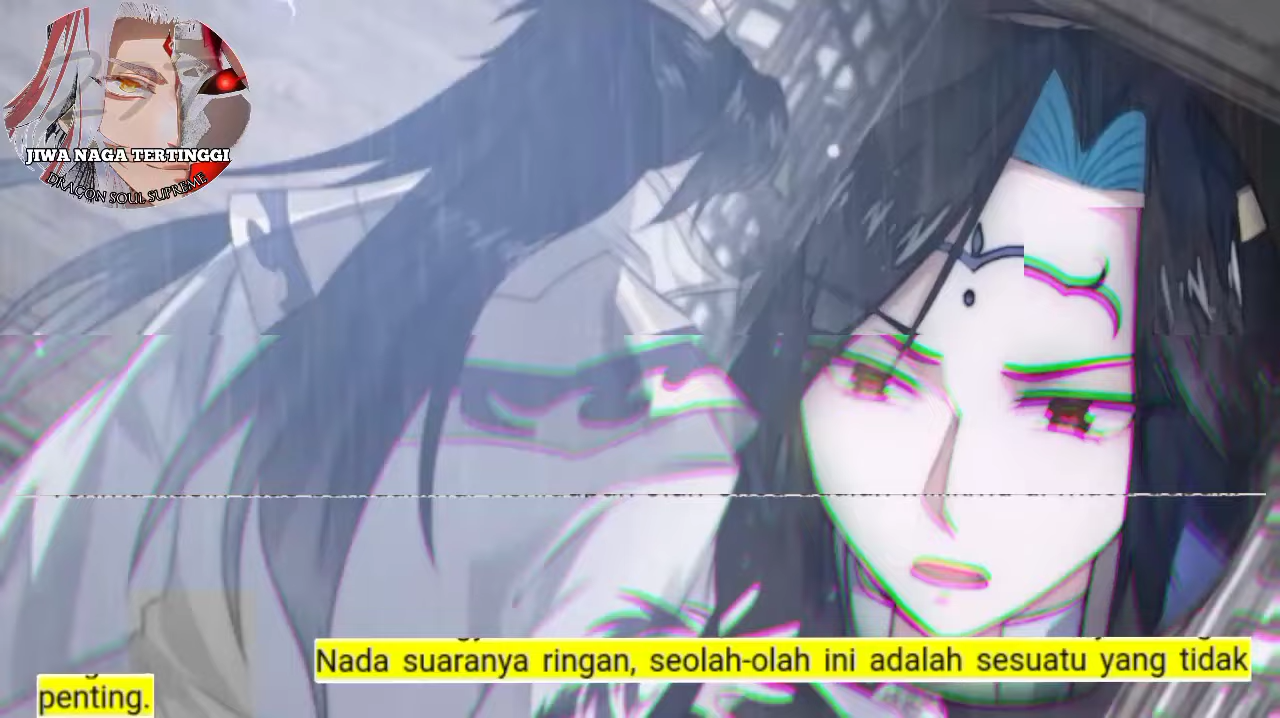 JIWA NAGA TERTINGGI
DRAGON SOUL SUPREME
Nada suaranya ringan, seolah-olah ini adalah sesuatu yang tidak
penting.